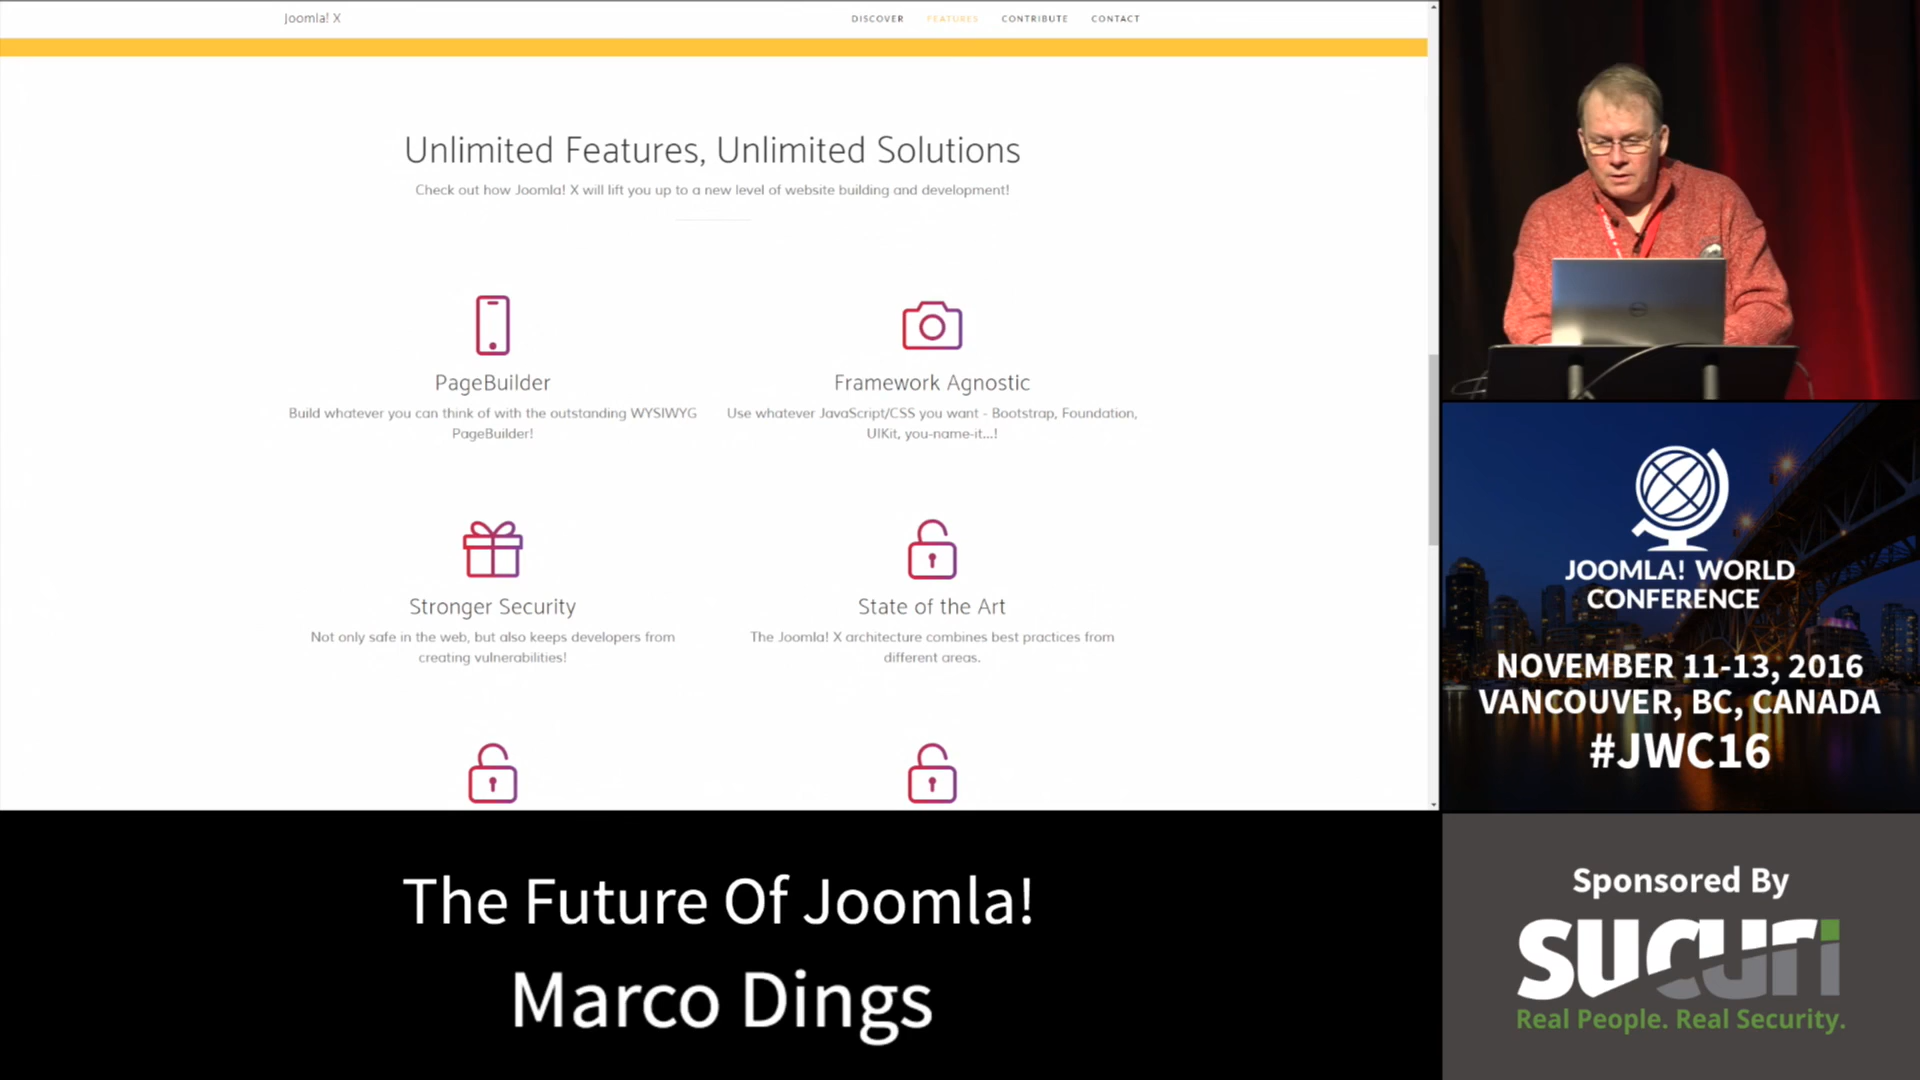 Joomla! X
DISCOVER FEATURES CONTRIBUTE CONTACT
Unlimited Features, Unlimited Solutions
Check out how Joomla! X will lift you up to a new level of website building and development!
PageBuilder
Build whatever you can think of with the outstanding WYSIWYG
PageBuilder!
Framework Agnostic
Use whatever JavaScript/CSS you want - Bootstrap, Foundation,
UIKit, you-name-it...!
Stronger Security
Not only safe in the web, but also keeps developers from
creating vulnerabilities!
State of the Art
The Joomla! X architecture combines best practices from
different areas.
The Future Of Joomla!
Marco Dings
JOOMLA! WORLD
CONFERENCE
NOVEMBER 11-13, 2016
VANCOUVER, BC, CANADA
#JWC16
Sponsored By
SUCURI
Real People. Real Security.